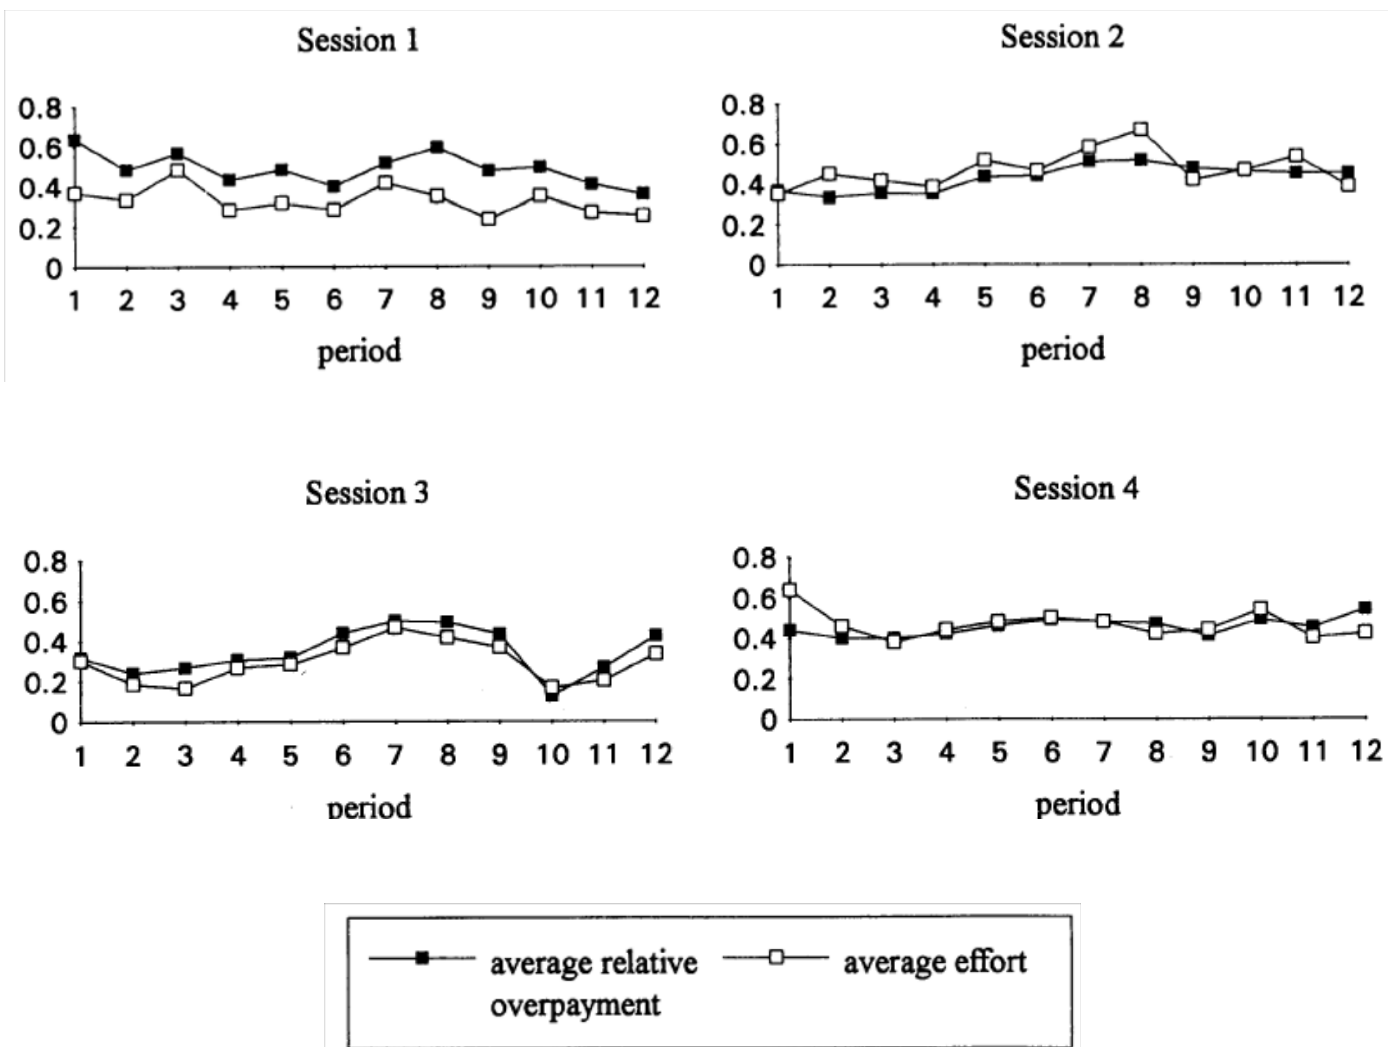 Session 1
0.8
0.6
0.4
0.2
0
1 2 3 4 5 6 7 8 9 10 11 12
period
Session 2
0.8
0.6
0.4
0.2
0
1 2 3 4 5 6 7 8 9 10 11 12
period
Session 3
0.8
0.6
0.4
0.2
0
1 2 3 4 5 6 7 8 9 10 11 12
period
Session 4
0.8
0.6
0.4
0.2
0
1 2 3 4 5 6 7 8 9 10 11 12
period
average relative
overpayment
average effort